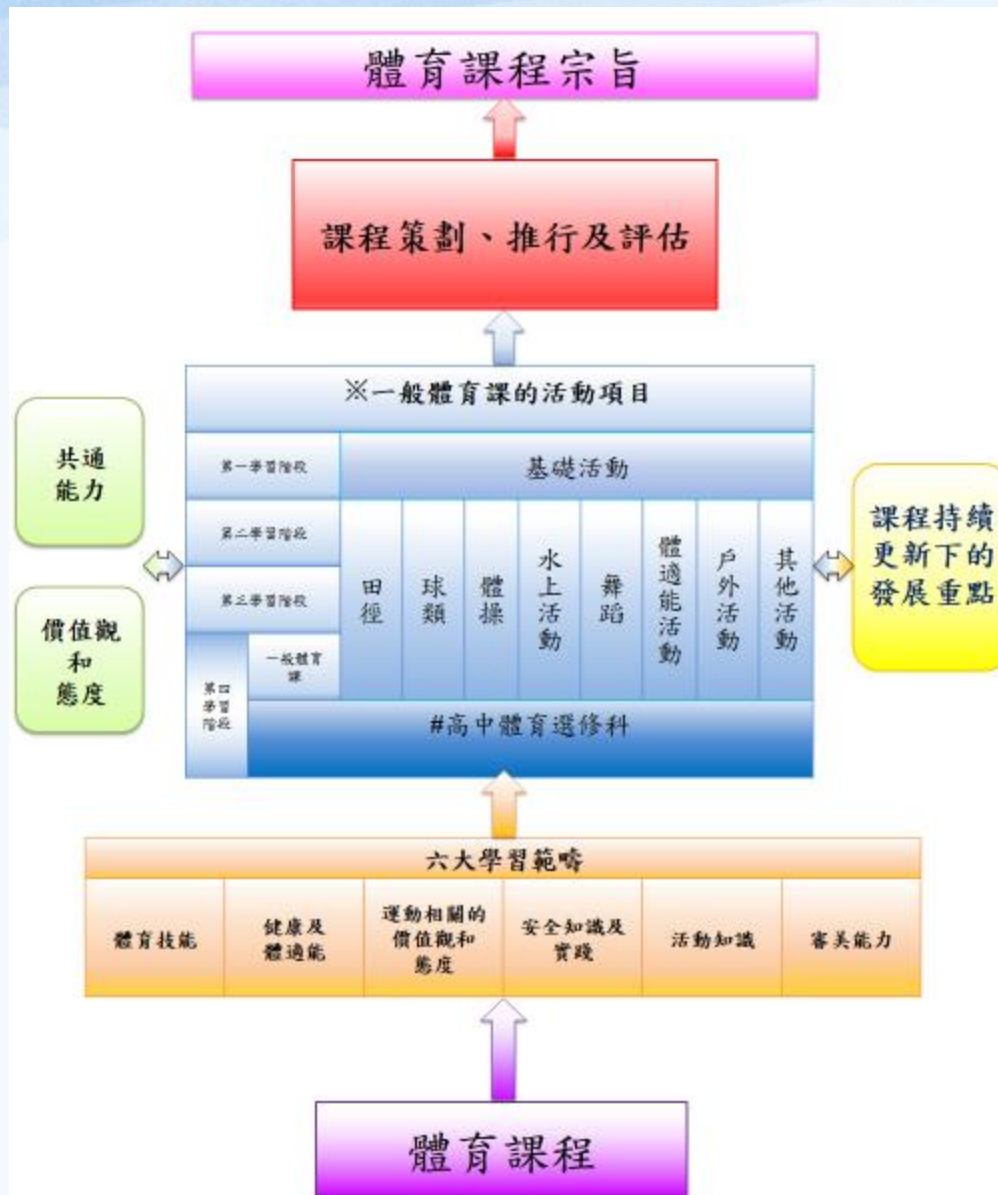 體育課程宗旨
課程策劃、推行及評估
※一般體育課的活動項目
共通
能力
價值觀
和
態度
第一學習階段
基礎活動
第二學習階段
第三學習階段
第四
學習
階段
一般體育
課
田徑
球類
體操
水上活動
舞蹈
體適能活動
戶外活動
其他活動
#高中體育選修科
課程持續
更新下的
發展重點
六大學習範疇
體育技能
健康及
體適能
運動相關的
價值觀和
態度
安全知識及
實踐
活動知識
審美能力
體育課程